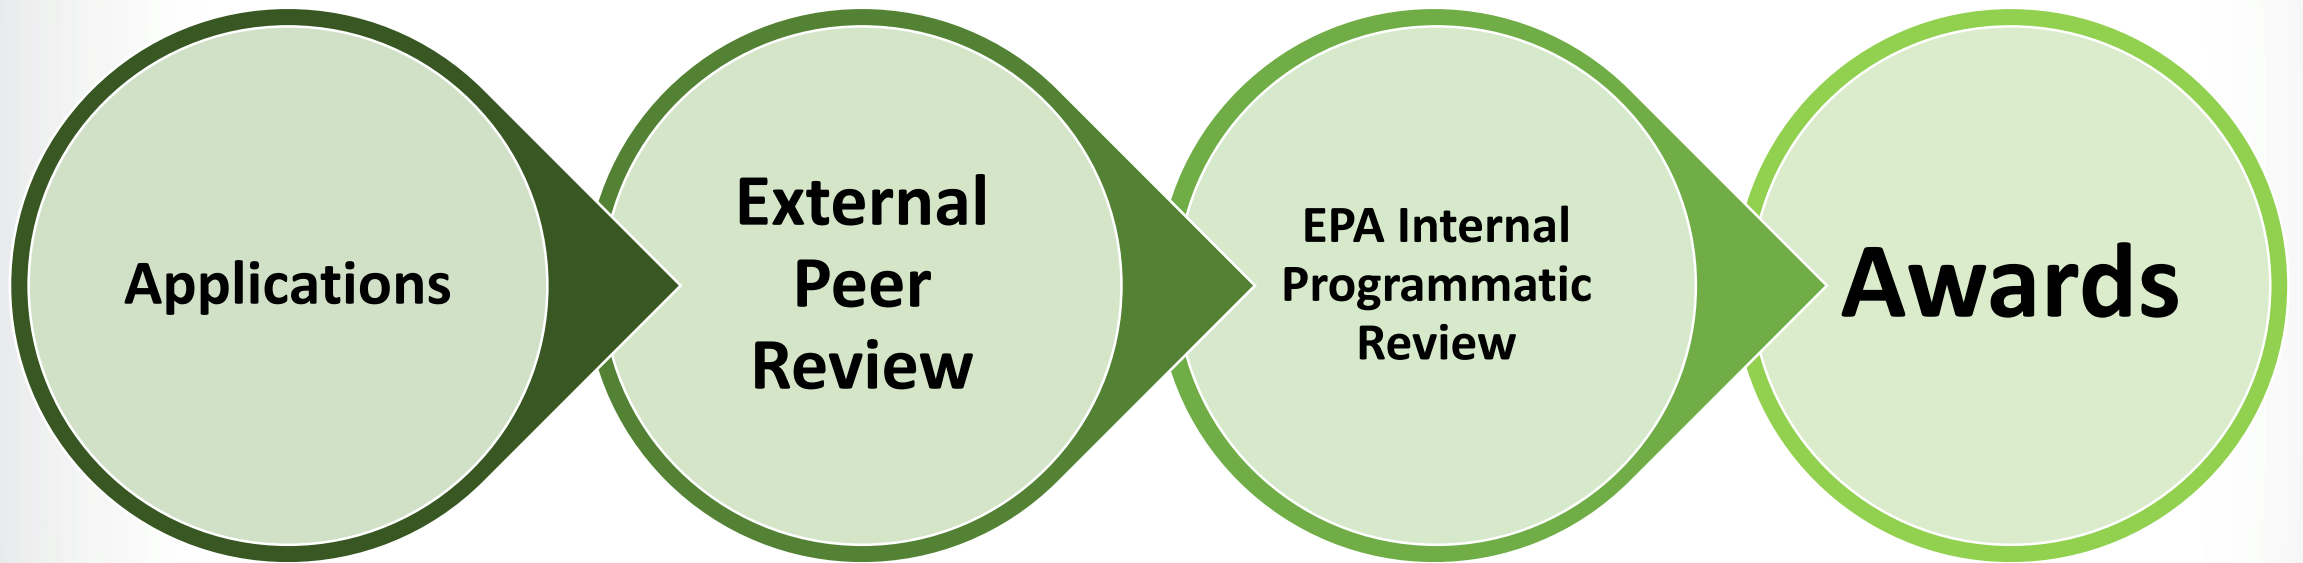 Applications
External
Peer
Review
EPA Internal
Programmatic
Review
Awards